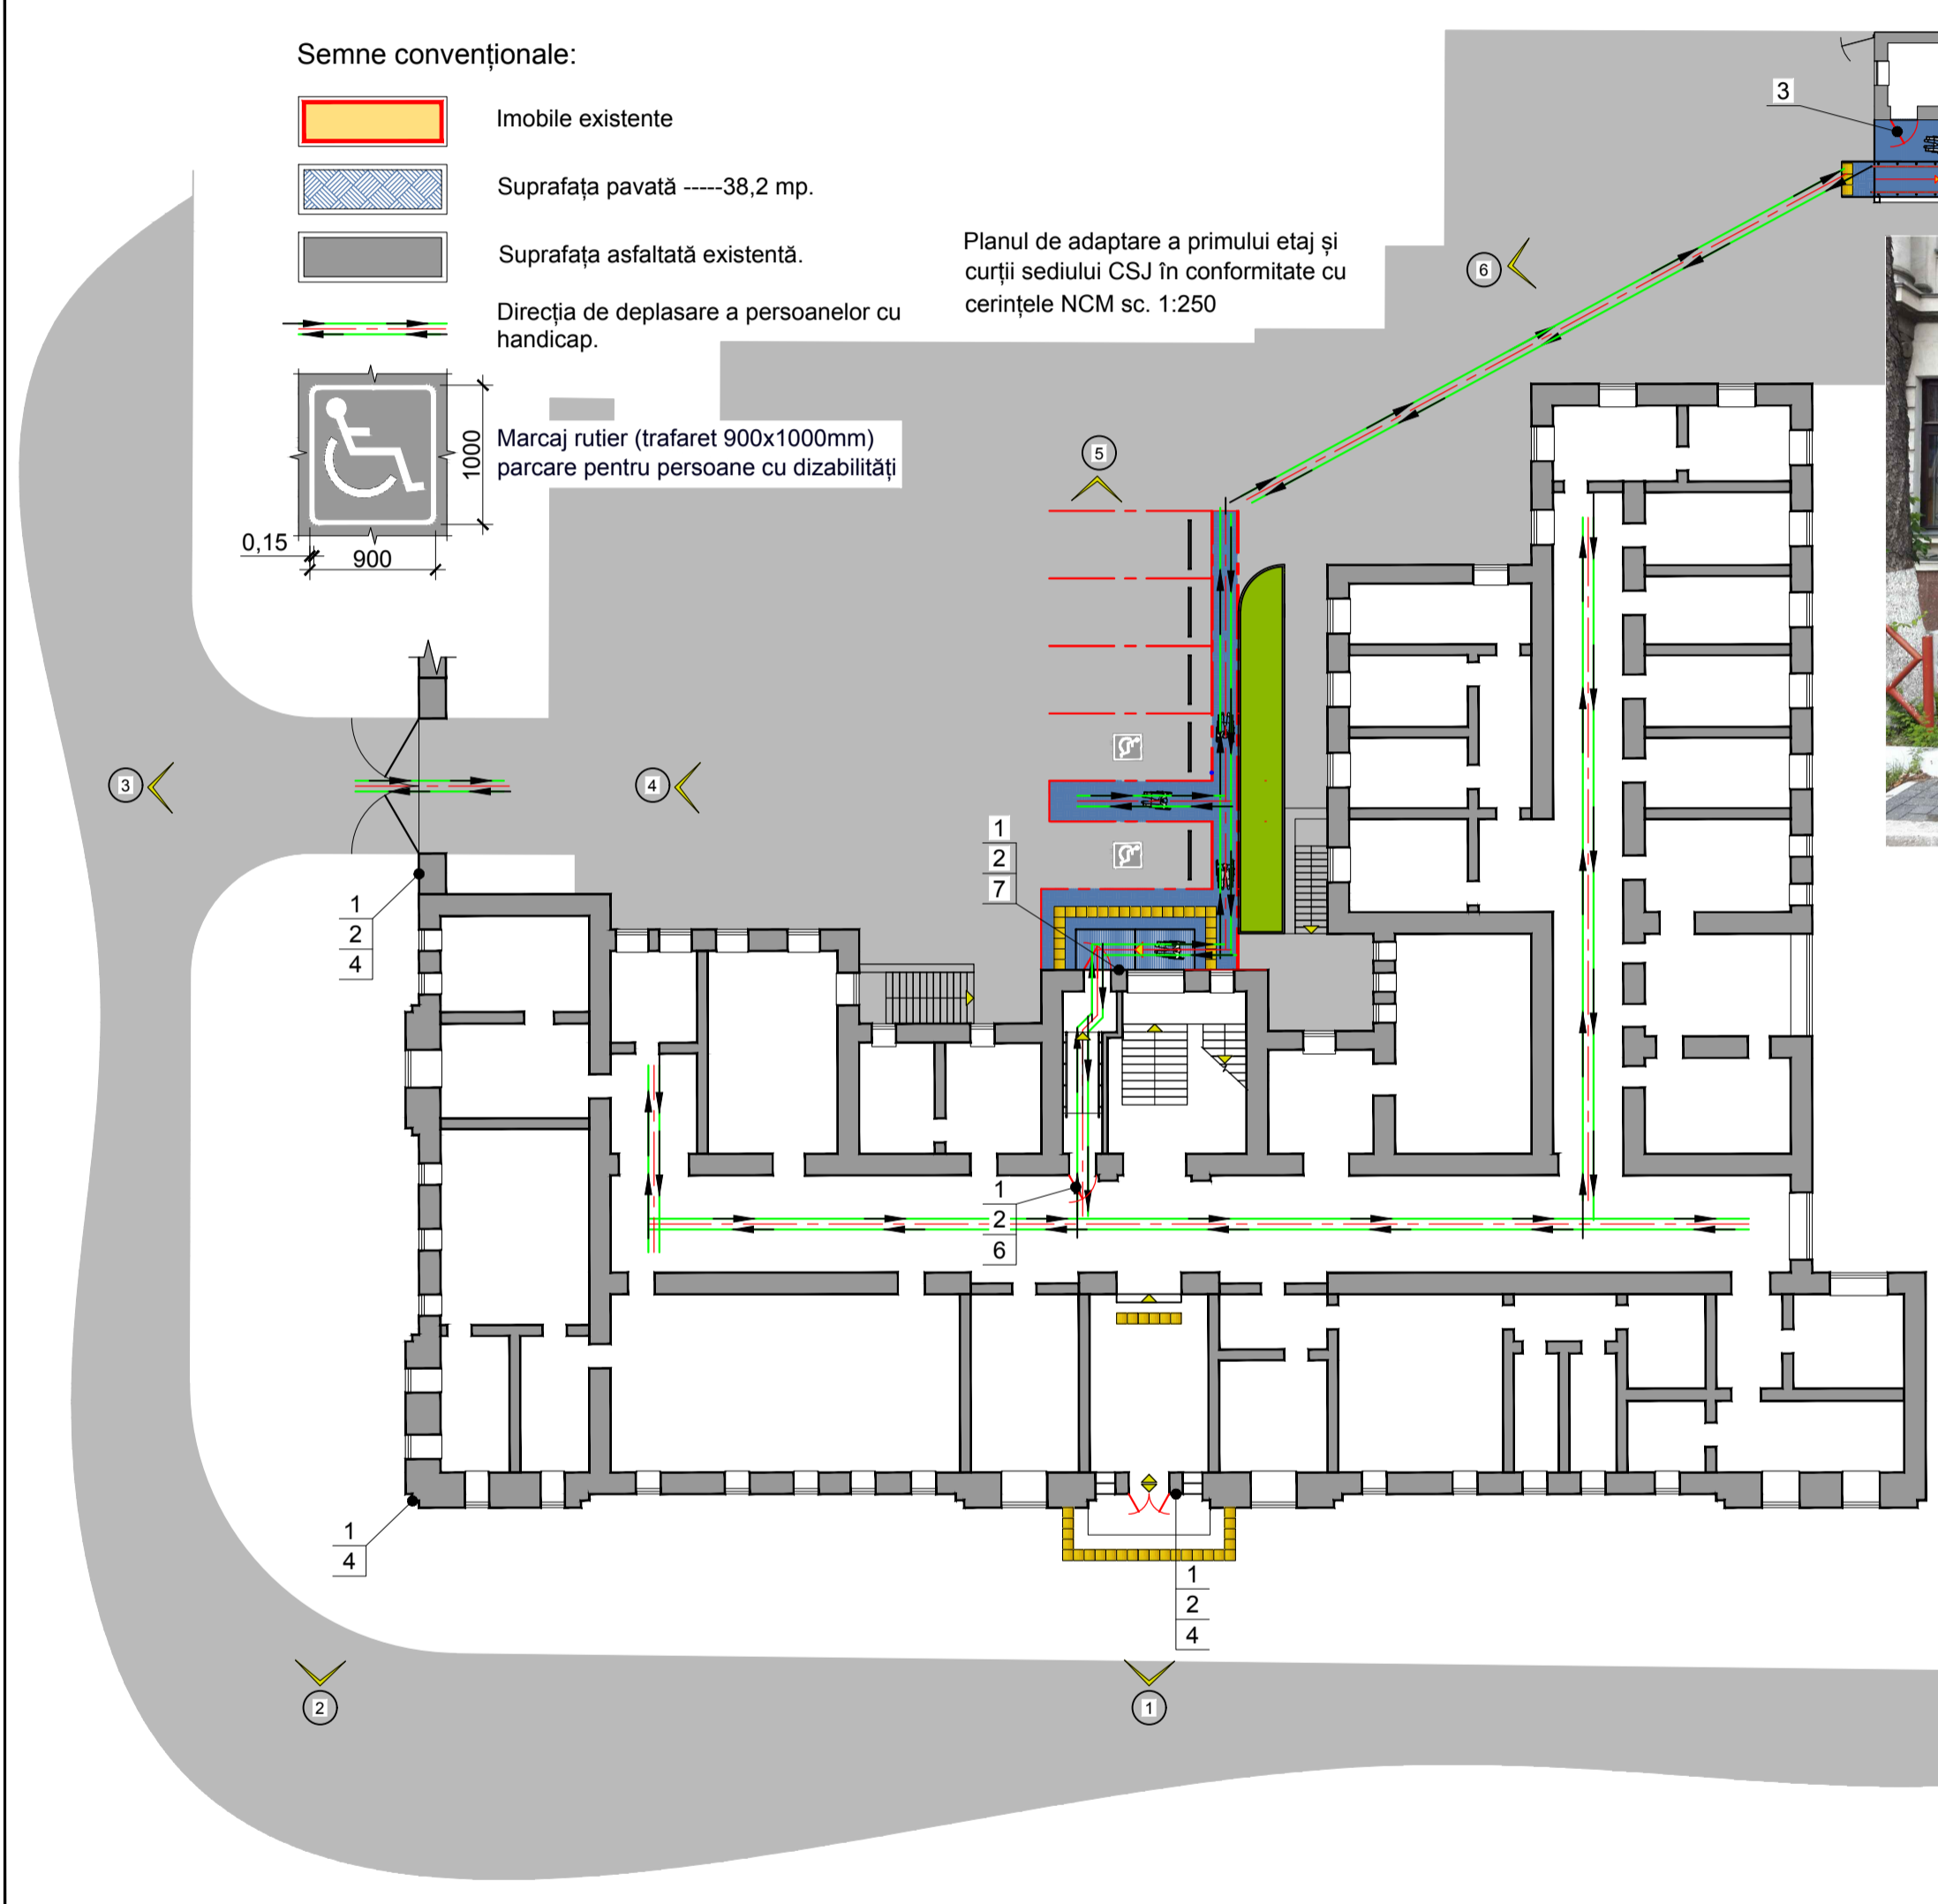 Semne convenționale:
Imobile existente
Suprafața pavată -----38,2 mp.
Suprafața asfaltată existentă.
Direcția de deplasare a persoanelor cu
handicap.
Marcaj rutier (trafaret 900x1000mm)
parcare pentru persoane cu dizabilități
1000
0,15
900
Planul de adaptare a primului etaj și
curții sediului CSJ în conformitate cu
cerințele NCM sc. 1:250
3
6
5
3
4
1
2
7
1
2
4
1
2
6
1
4
1
2
4
2
1